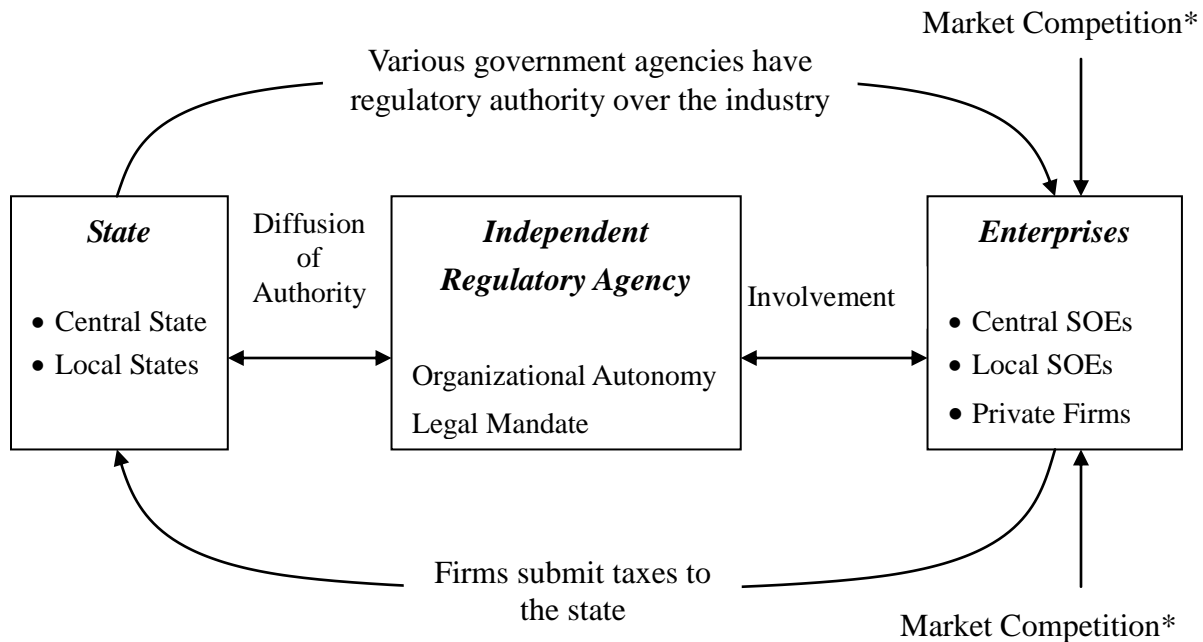 Market Competition*
Various government agencies have
regulatory authority over the industry
State
• Central State
• Local States
Diffusion
of
Authority
Independent
Regulatory Agency
Organizational Autonomy
Legal Mandate
Involvement
Enterprises
• Central SOEs
• Local SOEs
• Private Firms
Firms submit taxes to
the state
Market Competition*